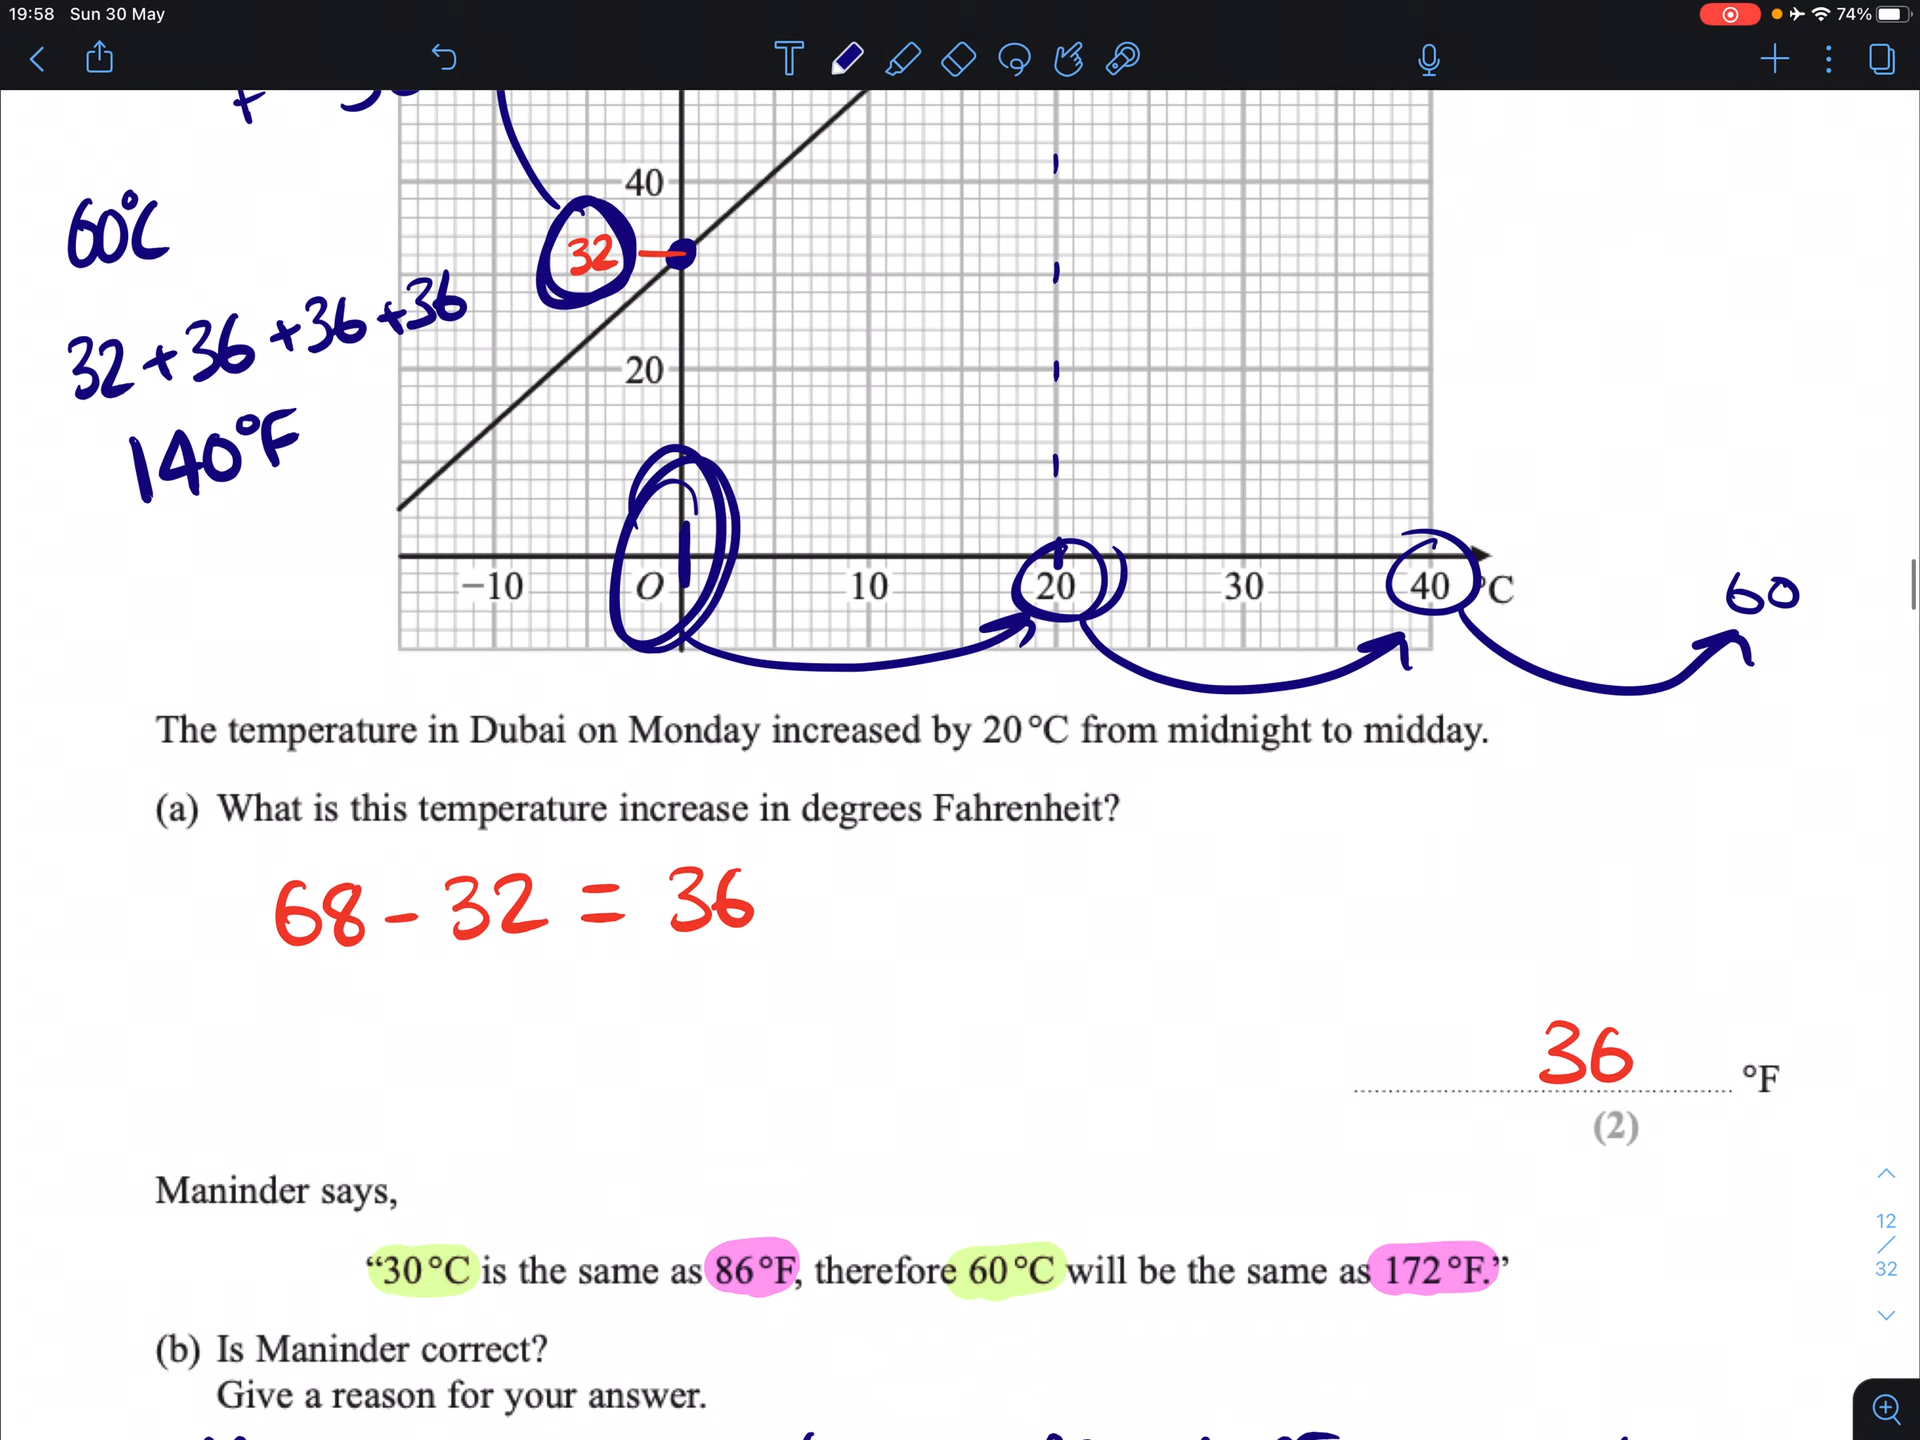 19:58 Sun 30 May
74%
+ 3
40
60°C
32
32+36+36+36
20
140°F
-10 O 10 20 30 40 °C
60
The temperature in Dubai on Monday increased by 20 °C from midnight to midday.
(a) What is this temperature increase in degrees Fahrenheit?
68 - 32 = 36
36 °F
(2)
Maninder says,
“30 °C is the same as 86 °F, therefore 60 °C will be the same as 172 °F.”
12
/
32
(b) Is Maninder correct?
Give a reason for your answer.